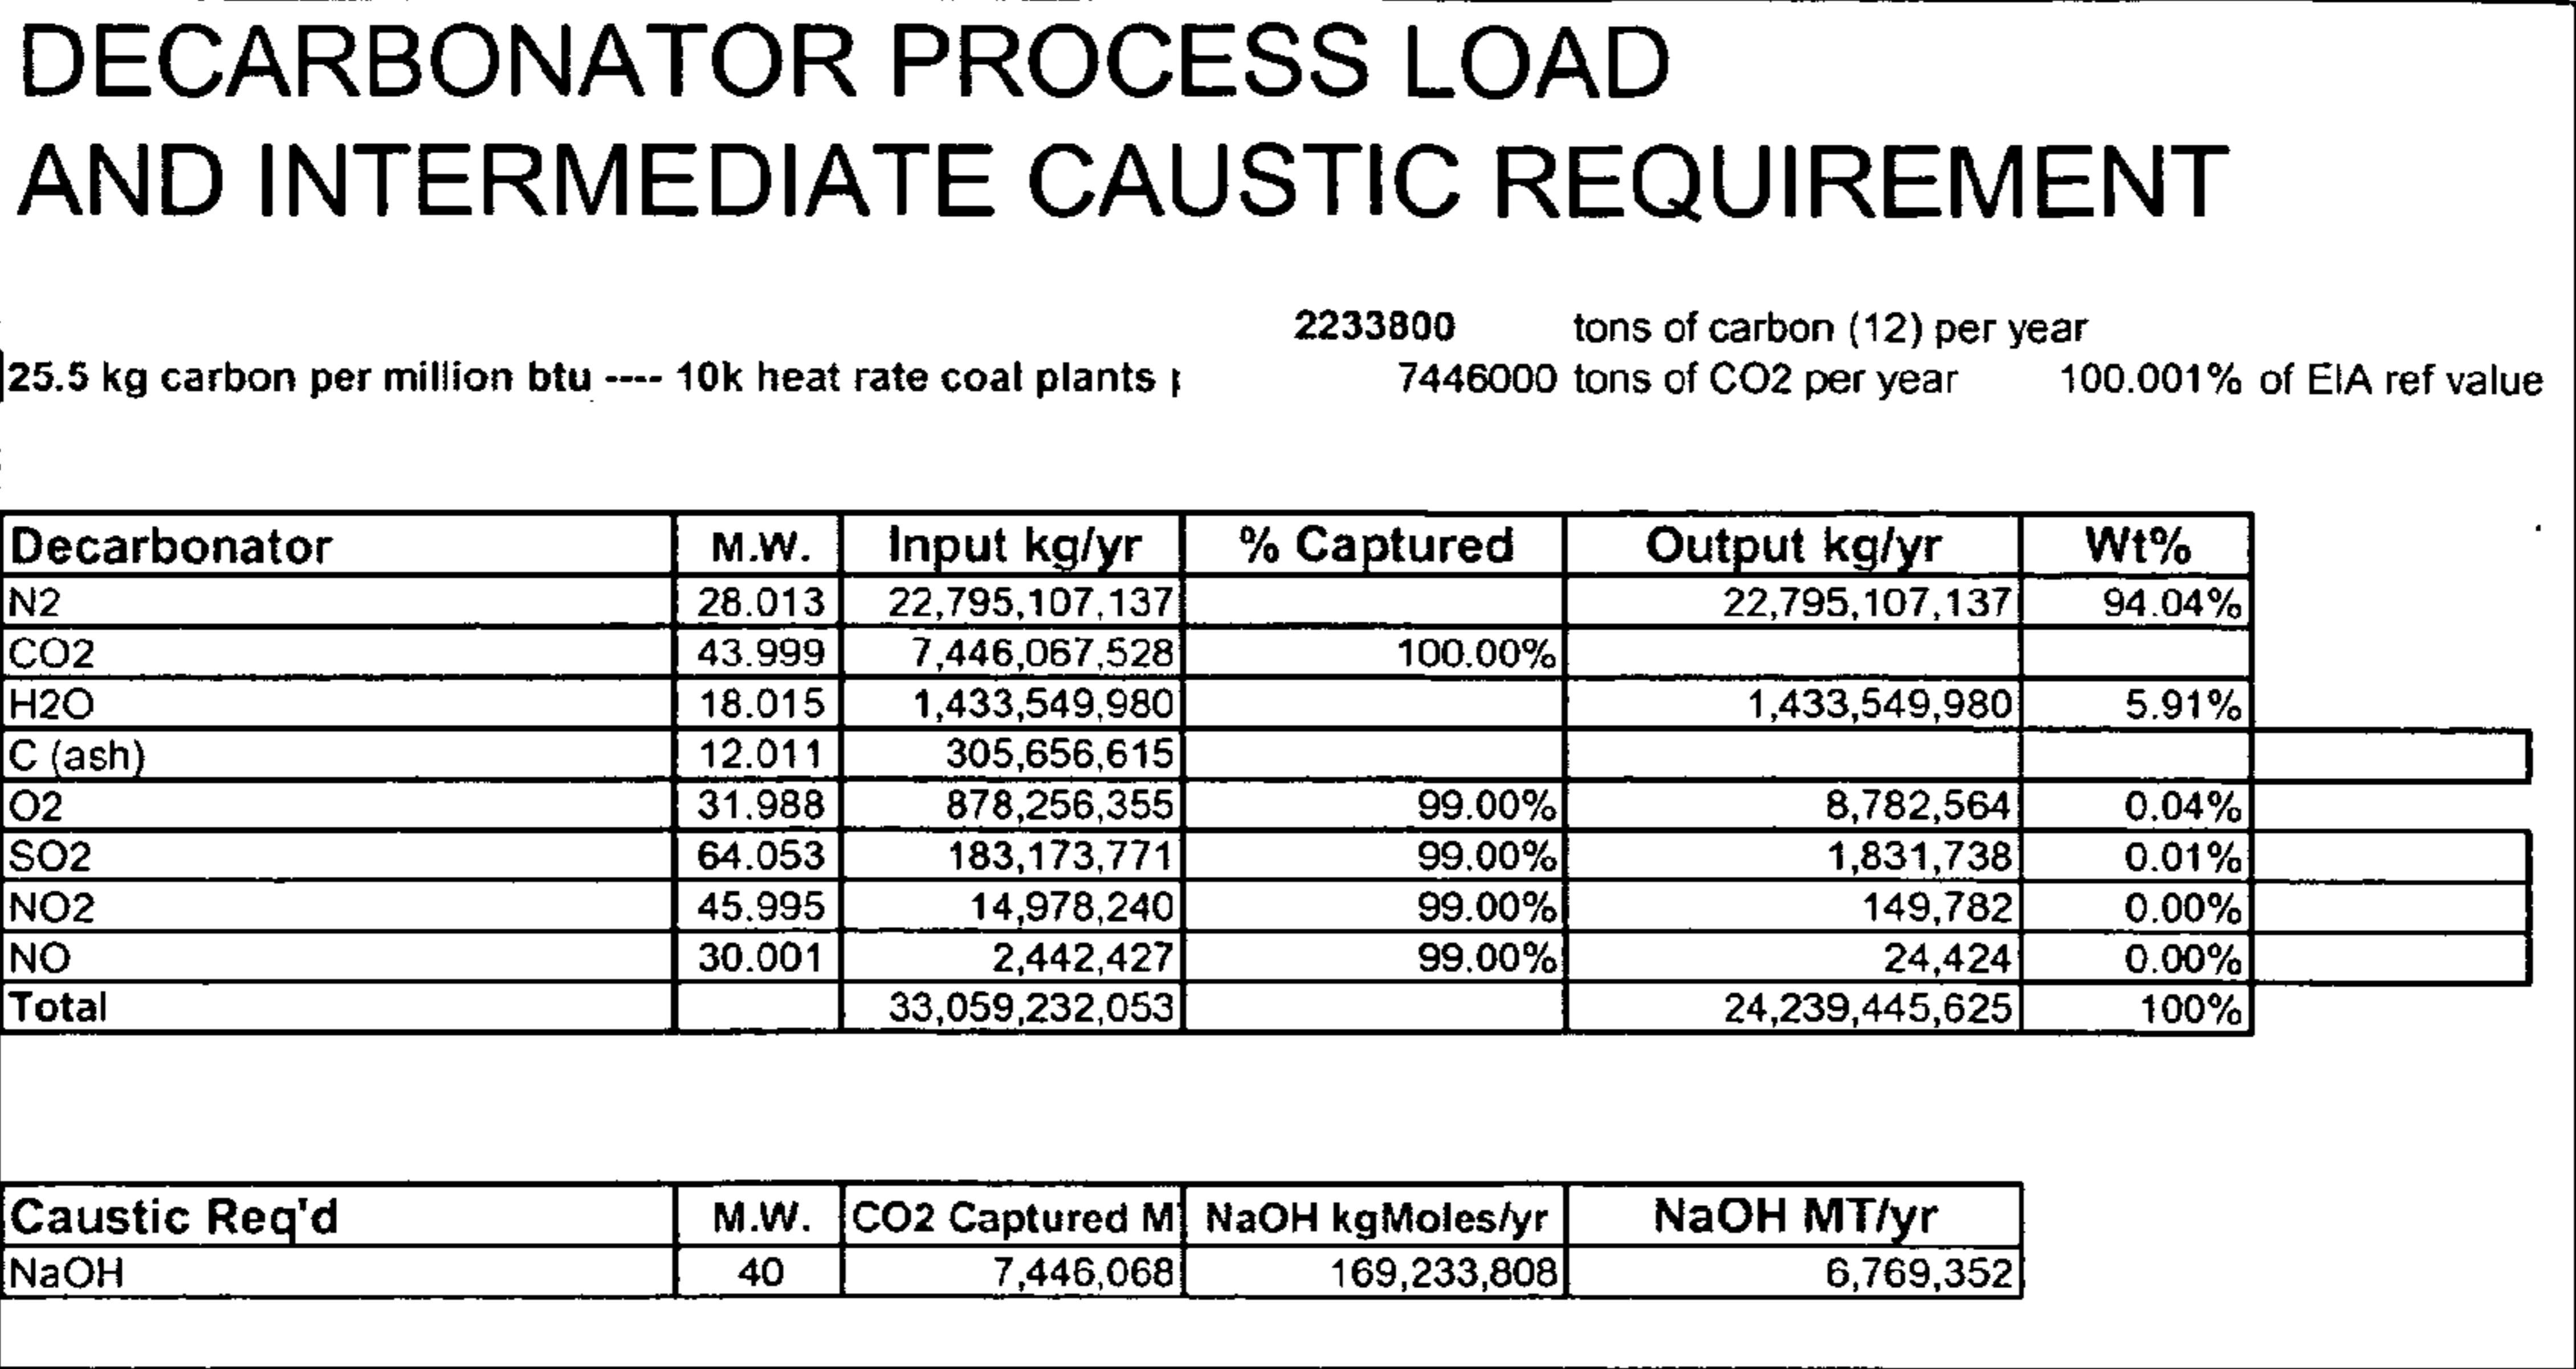 DECARBONATOR PROCESS LOAD
AND INTERMEDIATE CAUSTIC REQUIREMENT
2233800 tons of carbon (12) per year
25.5 kg carbon per million btu ---- 10k heat rate coal plants 7446000 tons of CO2 per year 100.001% of EIA ref value
Decarbonator M.W. Input kg/yr % Captured Output kg/yr Wt%
N2 28.013 22,795,107,137 22,795,107,137 94.04%
CO2 43.999 7,446,067,528 100.00%
H2O 18.015 1,433,549,980 1,433,549,980 5.91%
C (ash) 12.011 305,656,615
O2 31.988 878,256,355 99.00% 8,782,564 0.04%
SO2 64.053 183,173,771 99.00% 1,831,738 0.01%
NO2 45.995 14,978,240 99.00% 149,782 0.00%
NO 30.001 2,442,427 99.00% 24,424 0.00%
Total 33,059,232,053 24,239,445,625 100%
Caustic Req'd M.W. CO2 Captured M NaOH kgMoles/yr NaOH MT/yr
NaOH 40 7,446,068 169,233,808 6,769,352